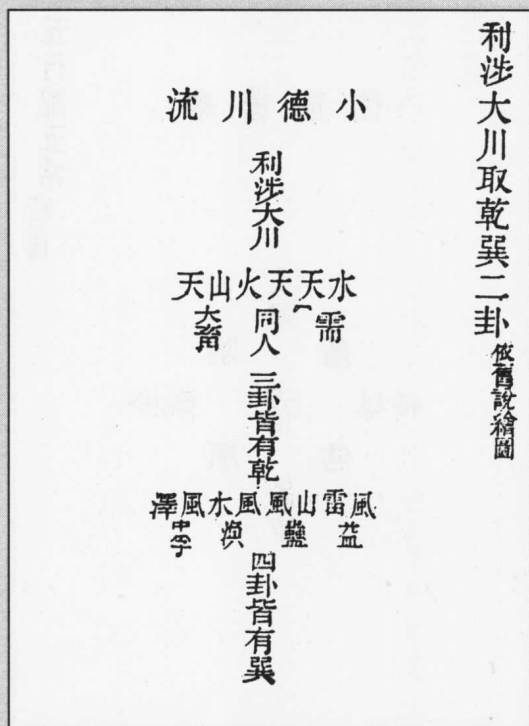 利涉大川取乾巽二卦 依舊說繪圖
小德川流
利涉大川
水天天火山天
需 同人 大畜
三卦皆有乾
風雷山風風水風澤
益 蠱 渙 中孚
四卦皆有巽